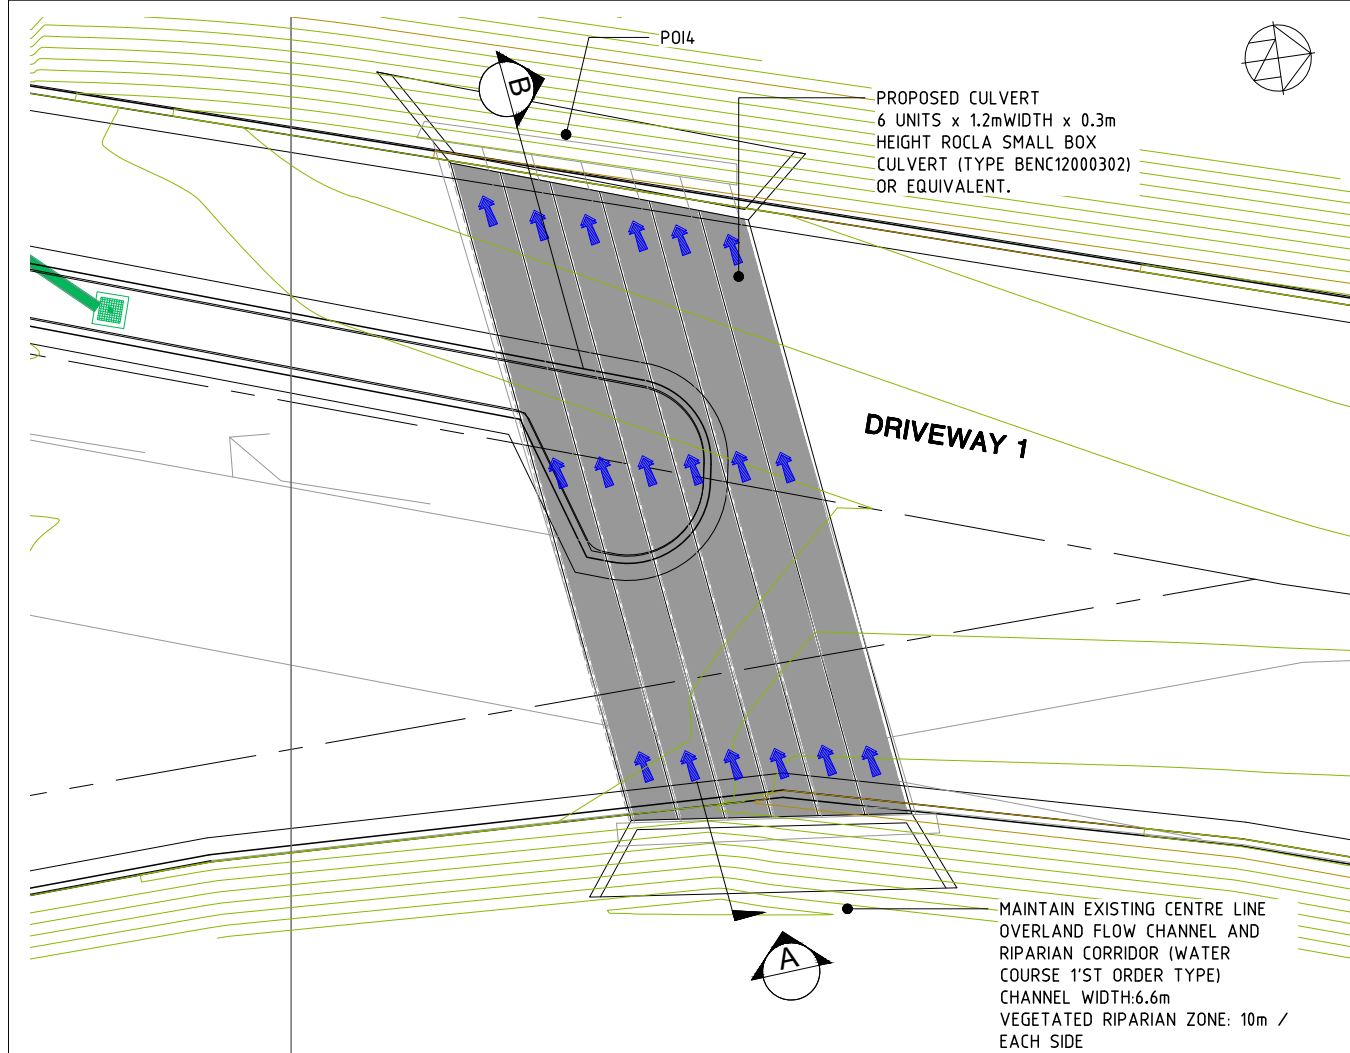 POI4
B
PROPOSED CULVERT
6 UNITS x 1.2mWIDTH x 0.3m
HEIGHT ROCLA SMALL BOX
CULVERT (TYPE BENC12000302)
OR EQUIVALENT.
DRIVEWAY 1
MAINTAIN EXISTING CENTRE LINE
OVERLAND FLOW CHANNEL AND
RIPARIAN CORRIDOR (WATER
COURSE 1'ST ORDER TYPE)
CHANNEL WIDTH:6.6m
VEGETATED RIPARIAN ZONE: 10m /
EACH SIDE
A